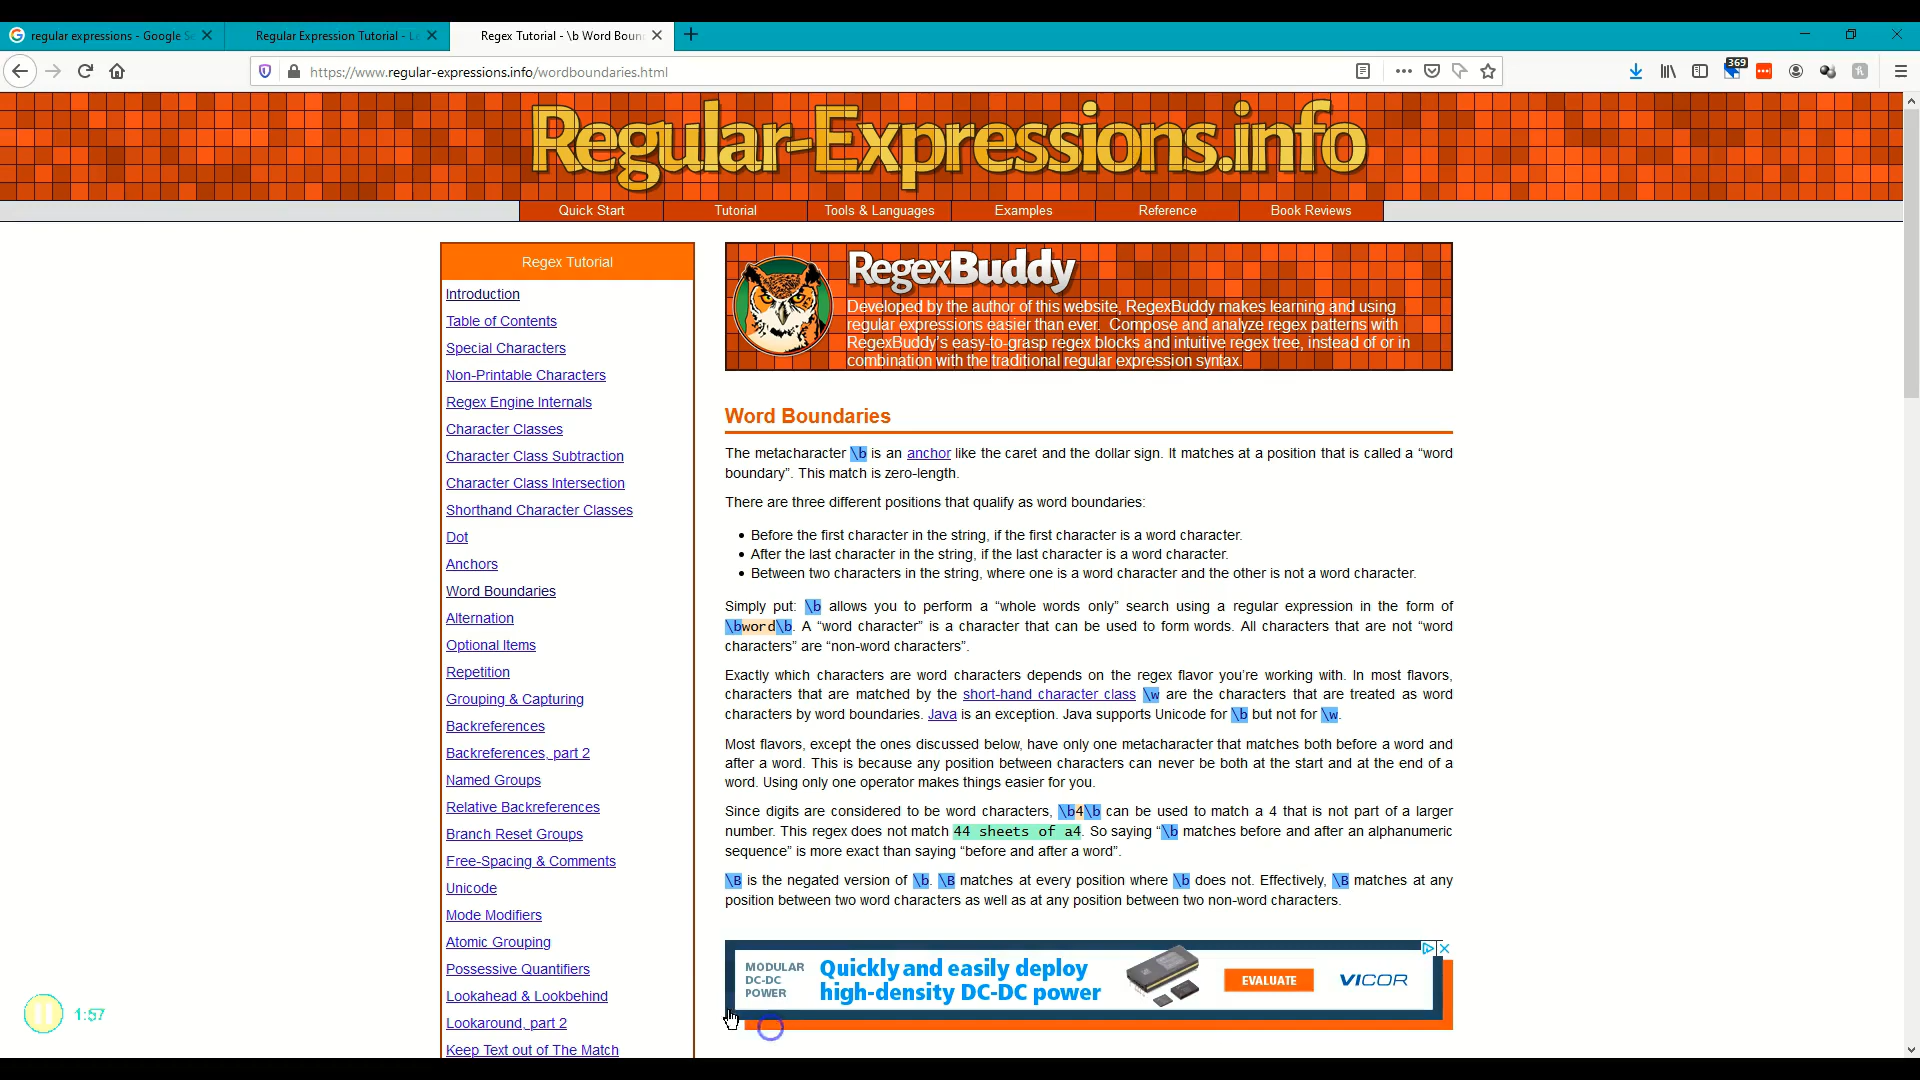 regular expressions - Google Se
Regular Expression Tutorial - L
Regex Tutorial - \b Word Boun
https://www.regular-expressions.info/wordboundaries.html
369
Regular-Expressions.info
Quick Start
Tutorial
Tools & Languages
Examples
Reference
Book Reviews
Regex Tutorial
Introduction
Table of Contents
Special Characters
Non-Printable Characters
Regex Engine Internals
Character Classes
Character Class Subtraction
Character Class Intersection
Shorthand Character Classes
Dot
Anchors
Word Boundaries
Alternation
Optional Items
Repetition
Grouping & Capturing
Backreferences
Backreferences, part 2
Named Groups
Relative Backreferences
Branch Reset Groups
Free-Spacing & Comments
Unicode
Mode Modifiers
Atomic Grouping
Possessive Quantifiers
Lookahead & Lookbehind
Lookaround, part 2
Keep Text out of The Match
RegexBuddy
Developed by the author of this website, RegexBuddy makes learning and using
regular expressions easier than ever. Compose and analyze regex patterns with
RegexBuddy's easy-to-grasp regex blocks and intuitive regex tree, instead of or in
combination with the traditional regular expression syntax.
Word Boundaries
The metacharacter \b is an anchor like the caret and the dollar sign. It matches at a position that is called a “word
boundary”. This match is zero-length.
There are three different positions that qualify as word boundaries:
• Before the first character in the string, if the first character is a word character.
• After the last character in the string, if the last character is a word character.
• Between two characters in the string, where one is a word character and the other is not a word character.
Simply put: \b allows you to perform a “whole words only” search using a regular expression in the form of
\bword\b. A “word character” is a character that can be used to form words. All characters that are not “word
characters” are “non-word characters”.
Exactly which characters are word characters depends on the regex flavor you’re working with. In most flavors,
characters that are matched by the short-hand character class \w are the characters that are treated as word
characters by word boundaries. Java is an exception. Java supports Unicode for \b but not for \w.
Most flavors, except the ones discussed below, have only one metacharacter that matches both before a word and
after a word. This is because any position between characters can never be both at the start and at the end of a
word. Using only one operator makes things easier for you.
Since digits are considered to be word characters, \b4\b can be used to match a 4 that is not part of a larger
number. This regex does not match 44 sheets of a4. So saying “\b matches before and after an alphanumeric
sequence” is more exact than saying “before and after a word”.
\B is the negated version of \b. \B matches at every position where \b does not. Effectively, \B matches at any
position between two word characters as well as at any position between two non-word characters.
MODULAR
DC-DC
POWER
Quickly and easily deploy
high-density DC-DC power
EVALUATE
VICOR
1:57